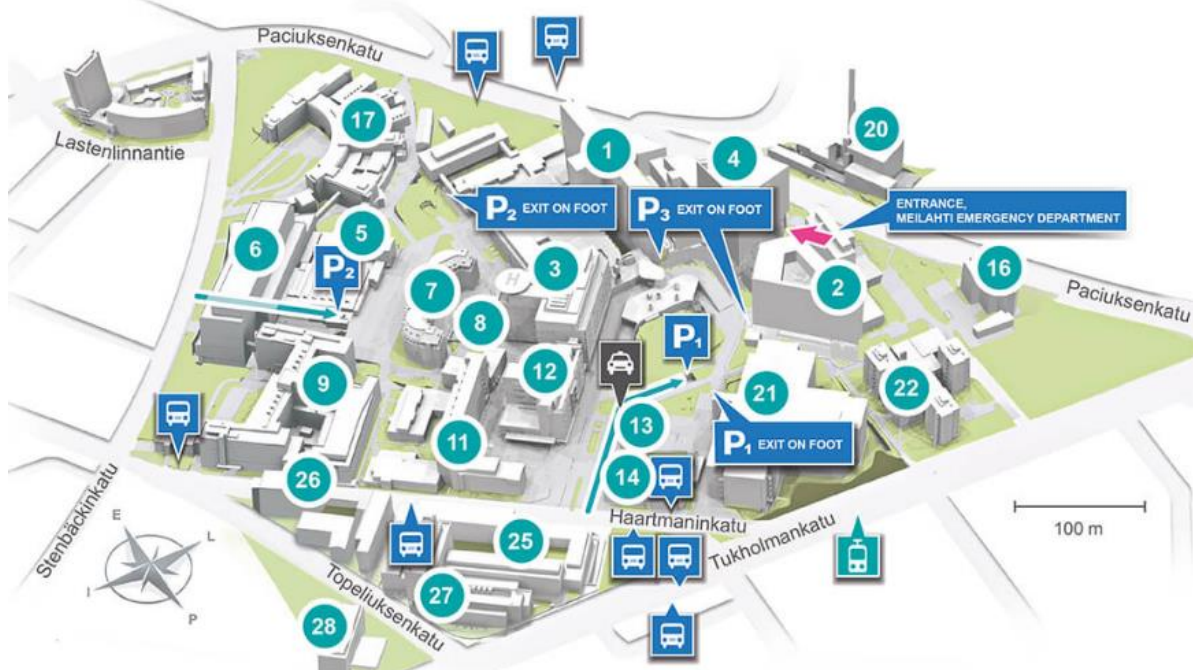 Paciuksenkatu
17
1
4
20
Lastenlinnantie
P2 EXIT ON FOOT
P3 EXIT ON FOOT
ENTRANCE,
MEILAHTI EMERGENCY DEPARTMENT
5
6
P2
7
H
3
2
16
Paciuksenkatu
8
P1
9
12
21
22
13
P1 EXIT ON FOOT
11
14
26
Stenbäckinkatu
Haartmaninkatu
100 m
25
Tukholmankatu
E
L
I
P
Topeliuksenkatu
27
28